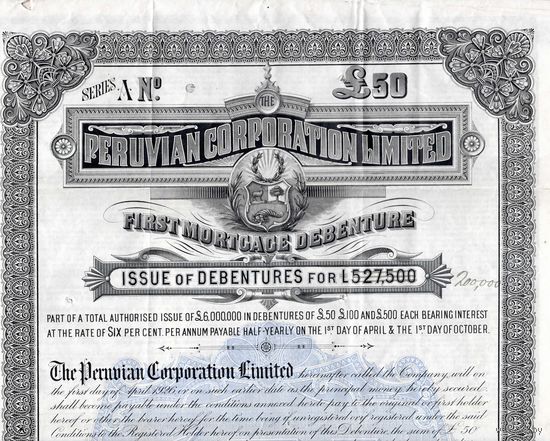 SERIES A. No.
£50
THE
PERUVIAN CORPORATION LIMITED
FIRST MORTGAGE DEBENTURE
ISSUE OF DEBENTURES FOR £527,500
200,000
PART OF A TOTAL AUTHORISED ISSUE OF £6,000,000 IN DEBENTURES OF £50 £100 AND £500 EACH BEARING INTEREST
AT THE RATE OF SIX PER CENT. PER ANNUM PAYABLE HALF-YEARLY ON THE 1ST DAY OF APRIL & THE 1ST DAY OF OCTOBER.
The Peruvian Corporation Limited hereinafter called the Company, will on
the first day of April 1926, or on such earlier date as the principal money hereby secured
shall become payable under the conditions annexed hereto, pay to the original or first holder
hereof or other the bearer hereof for the time being if unregistered or if registered under the said
Conditions to the Registered Holder hereof, on presentation of this Debenture, the sum of £ 50